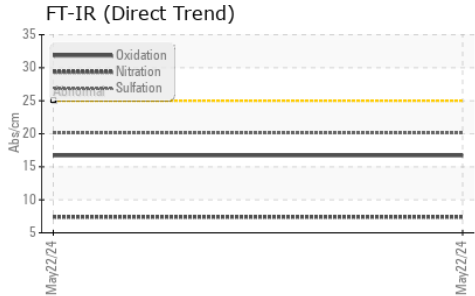 FT-IR (Direct Trend)
35
30
25
20
15
10
5
Abs/cm
Oxidation
Nitration
Sulfation
Abnormal
May22/24
May22/24